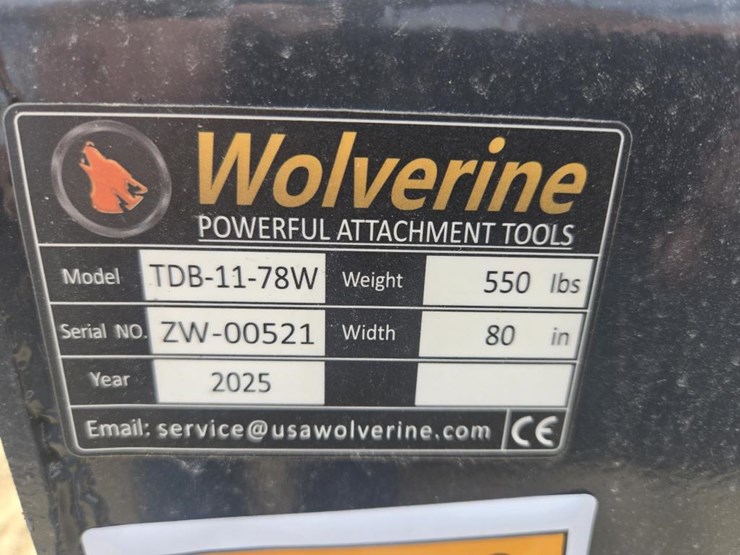 Wolverine
POWERFUL ATTACHMENT TOOLS
Model TDB-11-78W Weight 550 lbs
Serial NO. ZW-00521 Width 80 in
Year 2025
Email: service@usawolverine.com CE